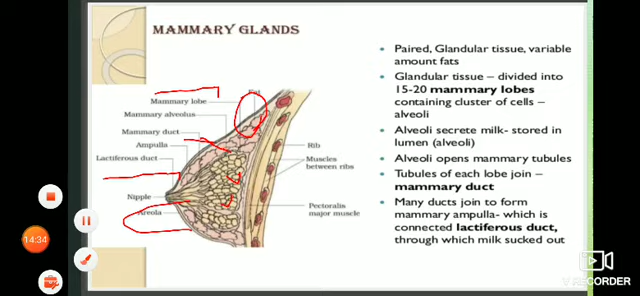 MAMMARY GLANDS
Fat
Mammary lobe
Mammary alveolus
Mammary duct
Ampulla
Lactiferous duct
Nipple
Areola
Rib
Muscles
between ribs
Pectoralis
major muscle
• Paired, Glandular tissue, variable
amount fats
• Glandular tissue – divided into
15-20 mammary lobes
containing cluster of cells –
alveoli
• Alveoli secrete milk- stored in
lumen (alveoli)
• Alveoli opens mammary tubules
• Tubules of each lobe join –
mammary duct
• Many ducts join to form
mammary ampulla- which is
connected lactiferous duct,
through which milk sucked out
14:34
V RECORDER